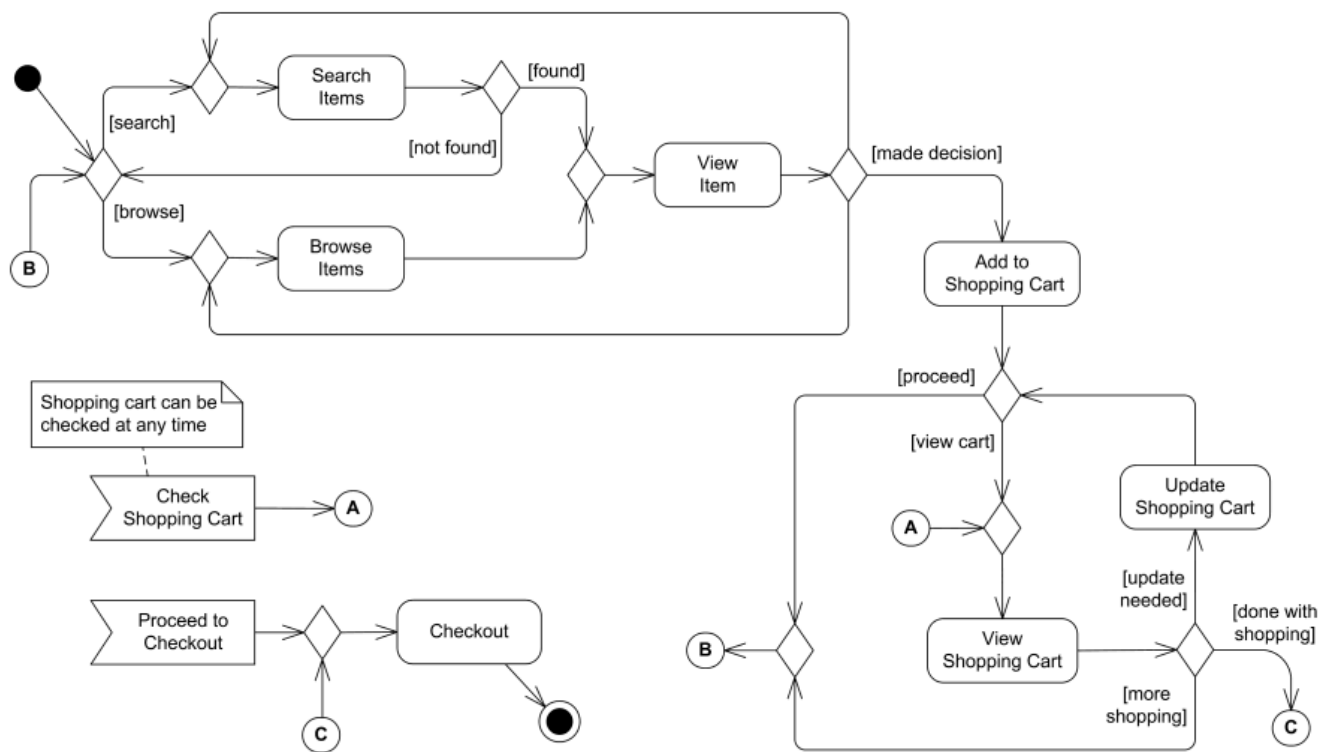 Search
Items
[found]
[search]
[not found]
[made decision]
View
Item
[browse]
Browse
Items
B
Add to
Shopping Cart
[proceed]
Shopping cart can be
checked at any time
[view cart]
Check
Shopping Cart
A
Update
Shopping Cart
A
[update
needed]
[done with
shopping]
Proceed to
Checkout
Checkout
B
View
Shopping Cart
[more
shopping]
C
C